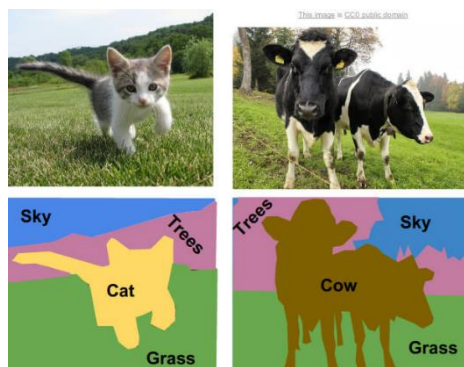 This image is CC0 public domain
Sky
Trees
Cat
Grass
Trees
Sky
Cow
Grass